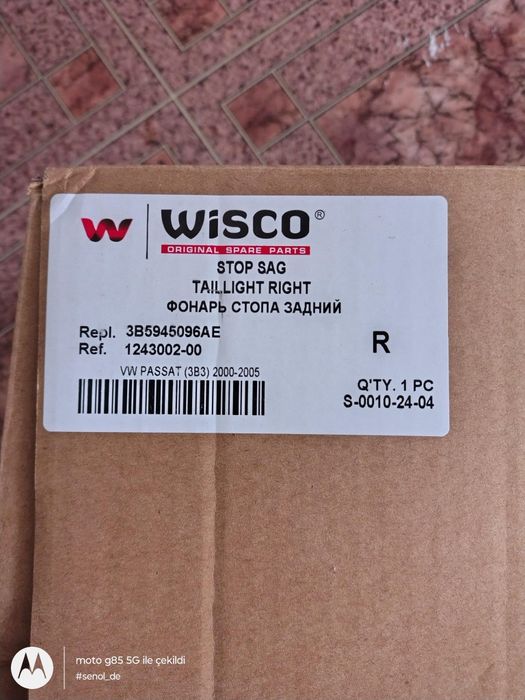 WiSCO®
ORIGINAL SPARE PARTS
STOP SAG
TAILLIGHT RIGHT
ФОНАРЬ СТОПА ЗАДНИЙ
Repl. 3B5945096AE
Ref. 1243002-00
R
VW PASSAT (3B3) 2000-2005
Q'TY. 1 PC
S-0010-24-04
moto g85 5G ile çekildi
#senol_de